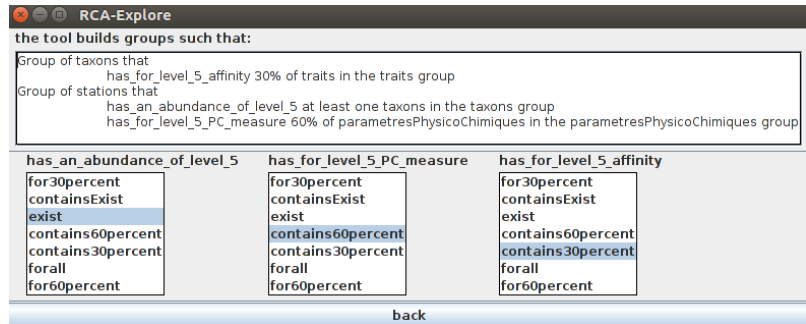 RCA-Explore
the tool builds groups such that:
Group of taxons that
has_for_level_5_affinity 30% of traits in the traits group
Group of stations that
has_an_abundance_of_level_5 at least one taxons in the taxons group
has_for_level_5_PC_measure 60% of parametresPhysicoChimiques in the parametresPhysicoChimiques group
has_an_abundance_of_level_5 has_for_level_5_PC_measure has_for_level_5_affinity
for30percent for30percent for30percent
containsExist containsExist containsExist
exist exist exist
contains60percent contains60percent contains60percent
contains30percent contains30percent contains30percent
forall forall forall
for60percent for60percent for60percent
back